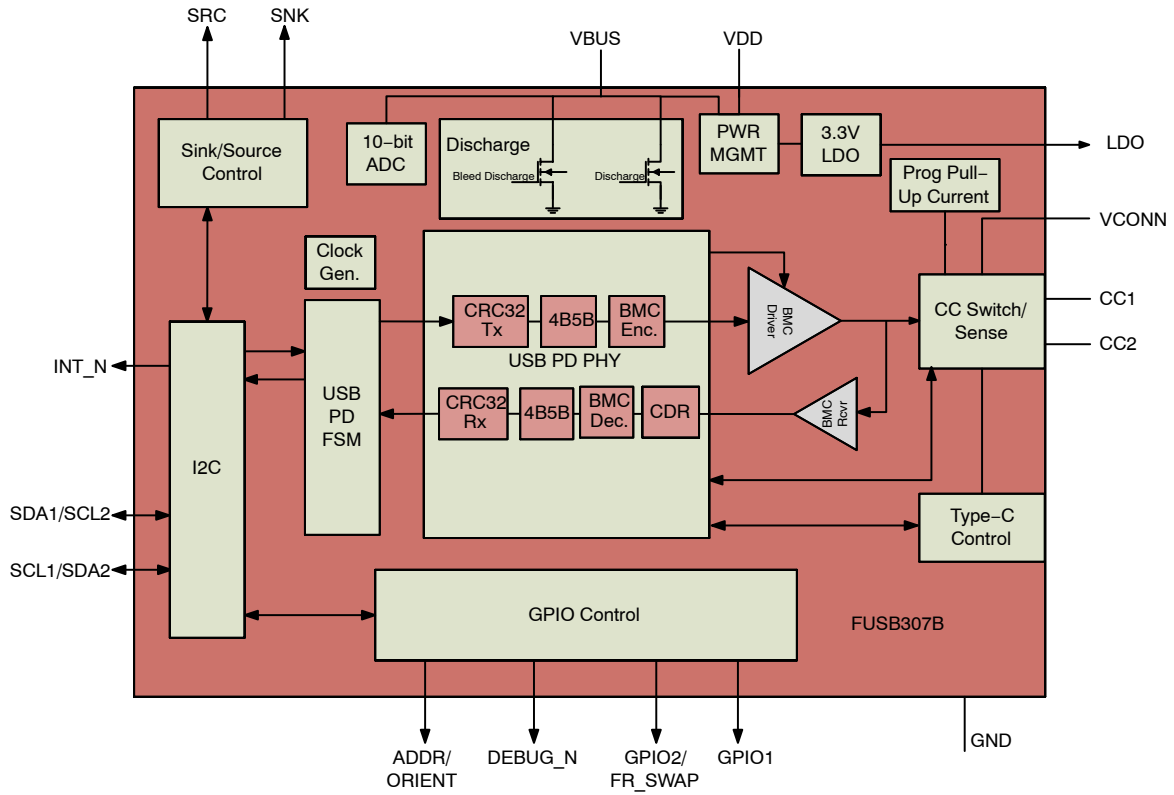 SRC
SNK
VBUS
VDD
Sink/Source
Control
10−bit
ADC
Discharge
Bleed Discharge
Discharge
PWR
MGMT
3.3V
LDO
LDO
Prog Pull−
Up Current
VCONN
Clock
Gen.
CRC32
Tx
4B5B
BMC
Enc.
USB PD PHY
BMC
Driver
CC Switch/
Sense
CC1
CC2
INT_N
USB
PD
FSM
CRC32
Rx
4B5B
BMC
Dec.
CDR
BMC
Rcvr
I2C
SDA1/SCL2
SCL1/SDA2
Type−C
Control
GPIO Control
FUSB307B
ADDR/
ORIENT
DEBUG_N
GPIO2/
FR_SWAP
GPIO1
GND